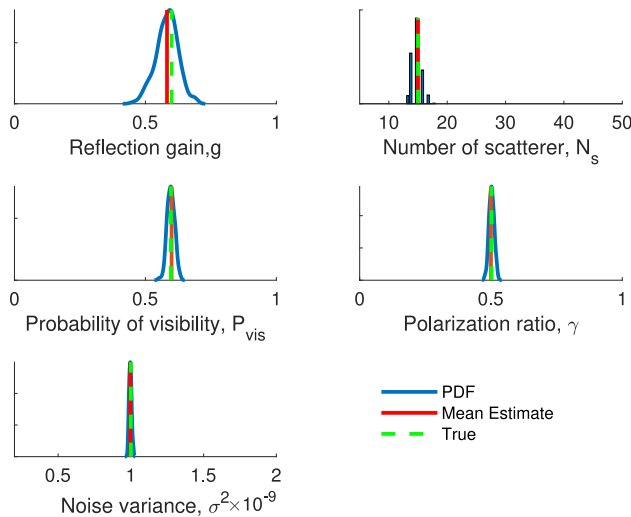 0 0.5 1
Reflection gain,g
10 20 30 40 50
Number of scatterer, N_s
0 0.5 1
Probability of visibility, P_vis
0 0.5 1
Polarization ratio, γ
0.5 1 1.5 2
Noise variance, σ²×10⁻⁹
PDF
Mean Estimate
True